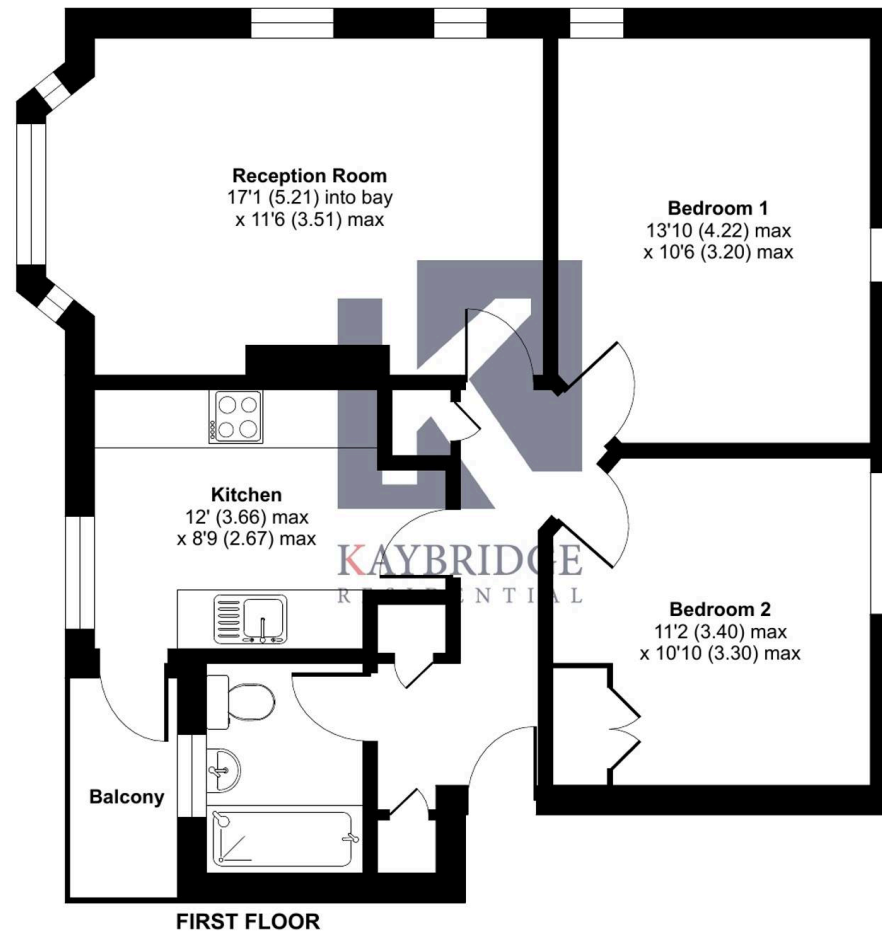 Reception Room
17'1 (5.21) into bay
x 11'6 (3.51) max
Bedroom 1
13'10 (4.22) max
x 10'6 (3.20) max
Kitchen
12' (3.66) max
x 8'9 (2.67) max
KAYBRIDGE
RESIDENTIAL
Bedroom 2
11'2 (3.40) max
x 10'10 (3.30) max
Balcony
FIRST FLOOR